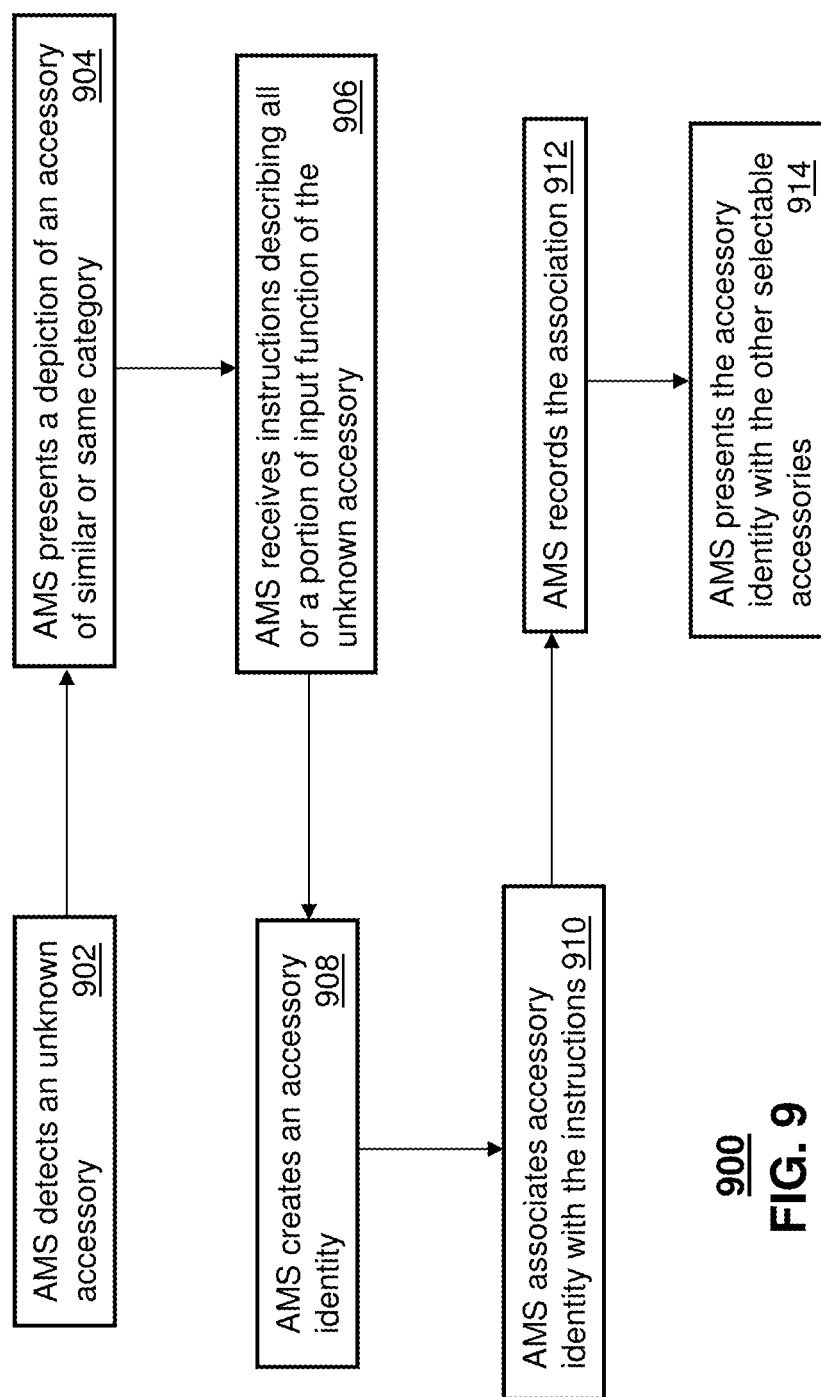 AMS detects an unknown
accessory 902
AMS presents a depiction of an accessory
of similar or same category 904
AMS receives instructions describing all
or a portion of input function of the
unknown accessory 906
AMS creates an accessory
identity 908
AMS associates accessory
identity with the instructions 910
AMS records the association 912
AMS presents the accessory
identity with the other selectable
accessories 914
900
FIG. 9